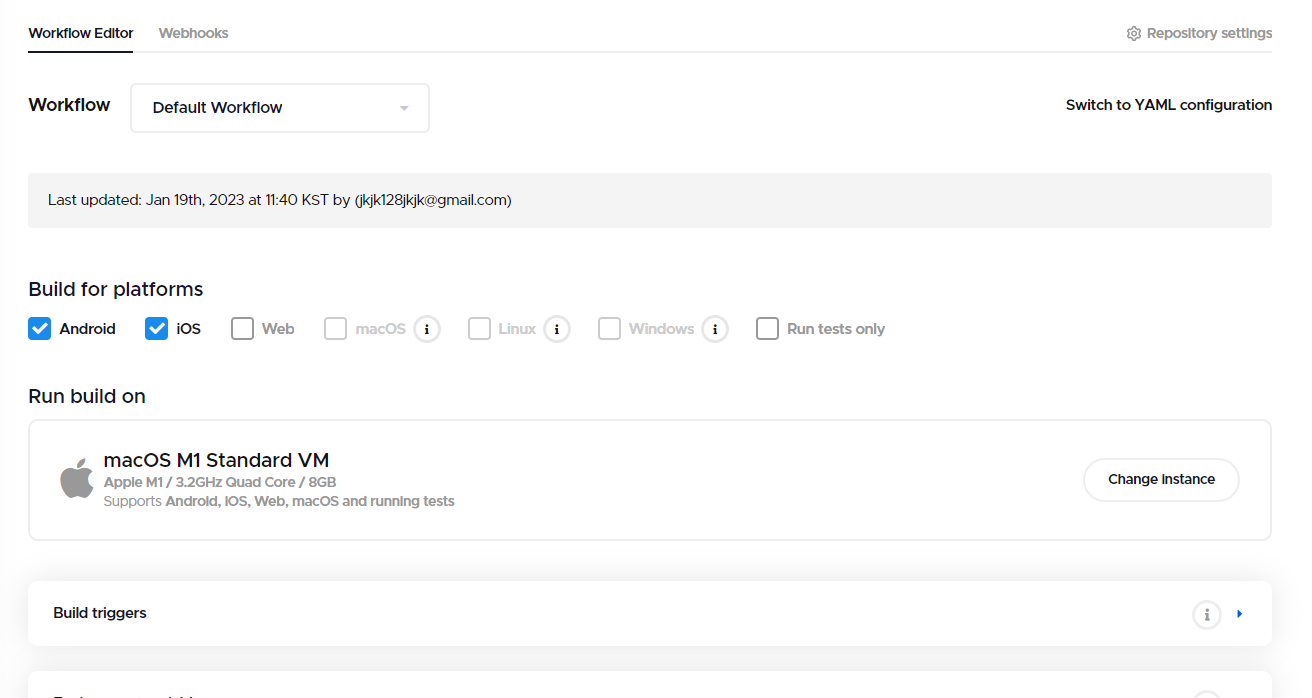 Workflow Editor Webhooks Repository settings
Workflow Default Workflow Switch to YAML configuration
Last updated: Jan 19th, 2023 at 11:40 KST by (jkjk128jkjk@gmail.com)
Build for platforms
Android iOS Web macOS i Linux i Windows i Run tests only
Run build on
macOS M1 Standard VM
Apple M1 / 3.2GHz Quad Core / 8GB
Supports Android, iOS, Web, macOS and running tests
Change instance
Build triggers i